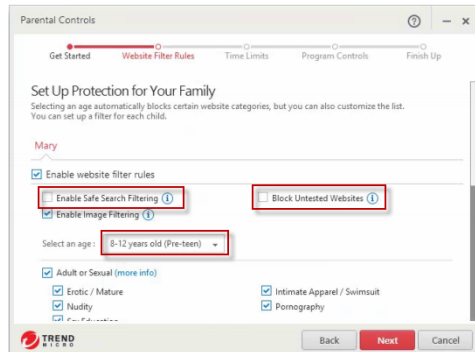 Parental Controls
Get Started Website Filter Rules Time Limits Program Controls Finish Up
Set Up Protection for Your Family
Selecting an age automatically blocks certain website categories, but you can also customize the list.
You can set up a filter for each child.
Mary
Enable website filter rules
Enable Safe Search Filtering Block Untested Websites
Enable Image Filtering
Select an age : 8-12 years old (Pre-teen)
Adult or Sexual (more info)
Erotic / Mature Intimate Apparel / Swimsuit
Nudity Pornography
Sex Education
TREND
MICRO
Back Next Cancel